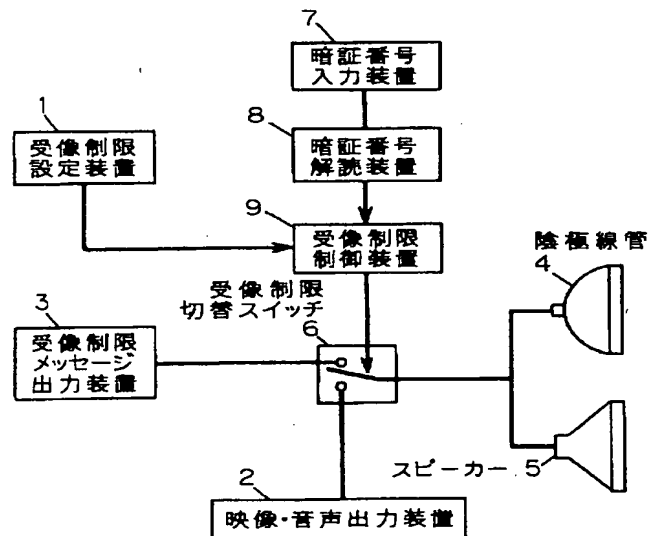 7
暗証番号
入力装置
1
受像制限
設定装置
8
暗証番号
解読装置
9
受像制限
制御装置
陰極線管
4
受像制限
切替スイッチ
6
3
受像制限
メッセージ
出力装置
スピーカー 5
2
映像・音声出力装置